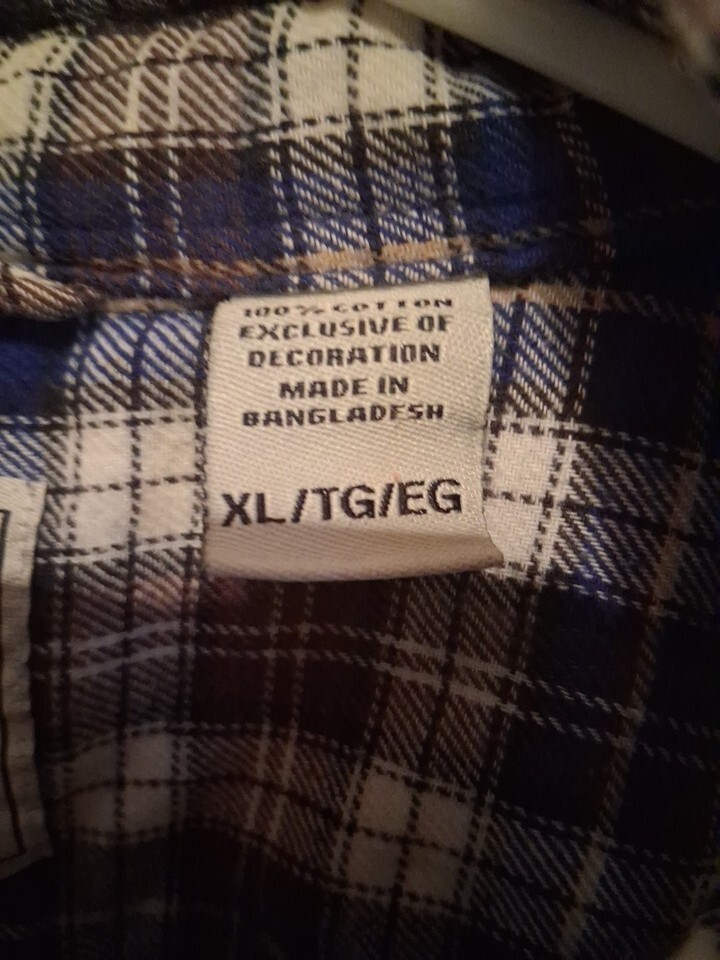 100% COTTON
EXCLUSIVE OF
DECORATION
MADE IN
BANGLADESH
XL/TG/EG